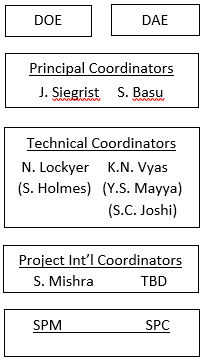 DOE DAE
Principal Coordinators
J. Siegrist S. Basu
Technical Coordinators
N. Lockyer K.N. Vyas
(S. Holmes) (Y.S. Mayya)
(S.C. Joshi)
Project Int'l Coordinators
S. Mishra TBD
SPM SPC